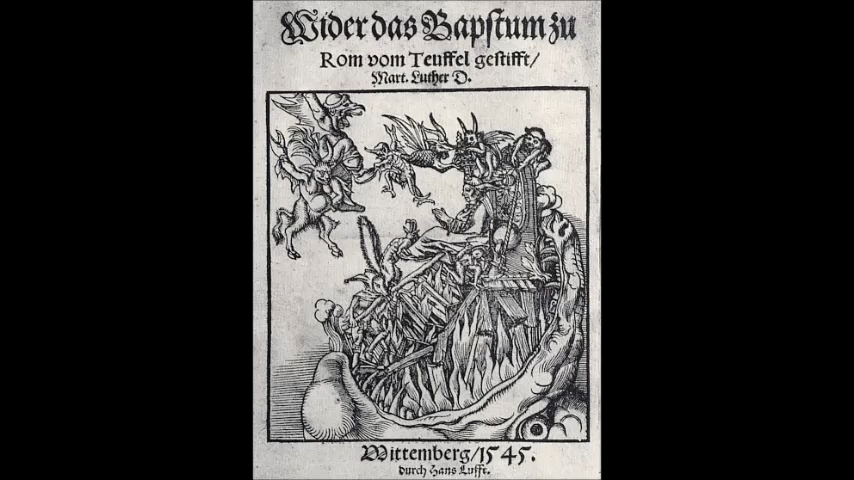 Wider das Bapstum zu
Rom vom Teuffel gestifft/
Mart. Luther D.
Wittemberg/1545.
durch Hans Lufft.